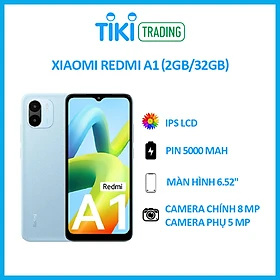 TIKI TRADING
XIAOMI REDMI A1 (2GB/32GB)
IPS LCD
PIN 5000 MAH
MÀN HÌNH 6.52"
CAMERA CHÍNH 8 MP
CAMERA PHỤ 5 MP
Redmi
A1